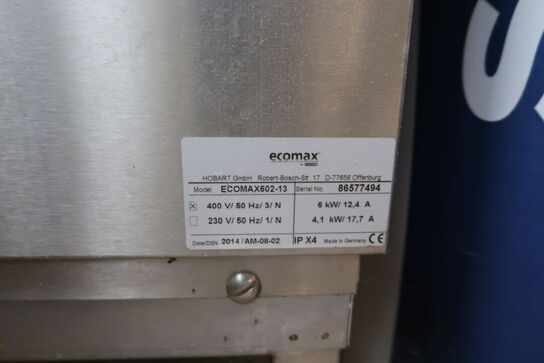 ecomax
by HOBART
HOBART GmbH Robert-Bosch-Str. 17 D-77656 Offenburg
Model ECOMAX602-13 Serial No. 86577494
☒ 400 V/ 50 Hz/ 3/ N 6 kW/ 12,4 A
☐ 230 V/ 50 Hz/ 1/ N 4,1 kW/ 17,7 A
Date/DSN 2014 / AM-08-02 IP X4 Made in Germany CE
S